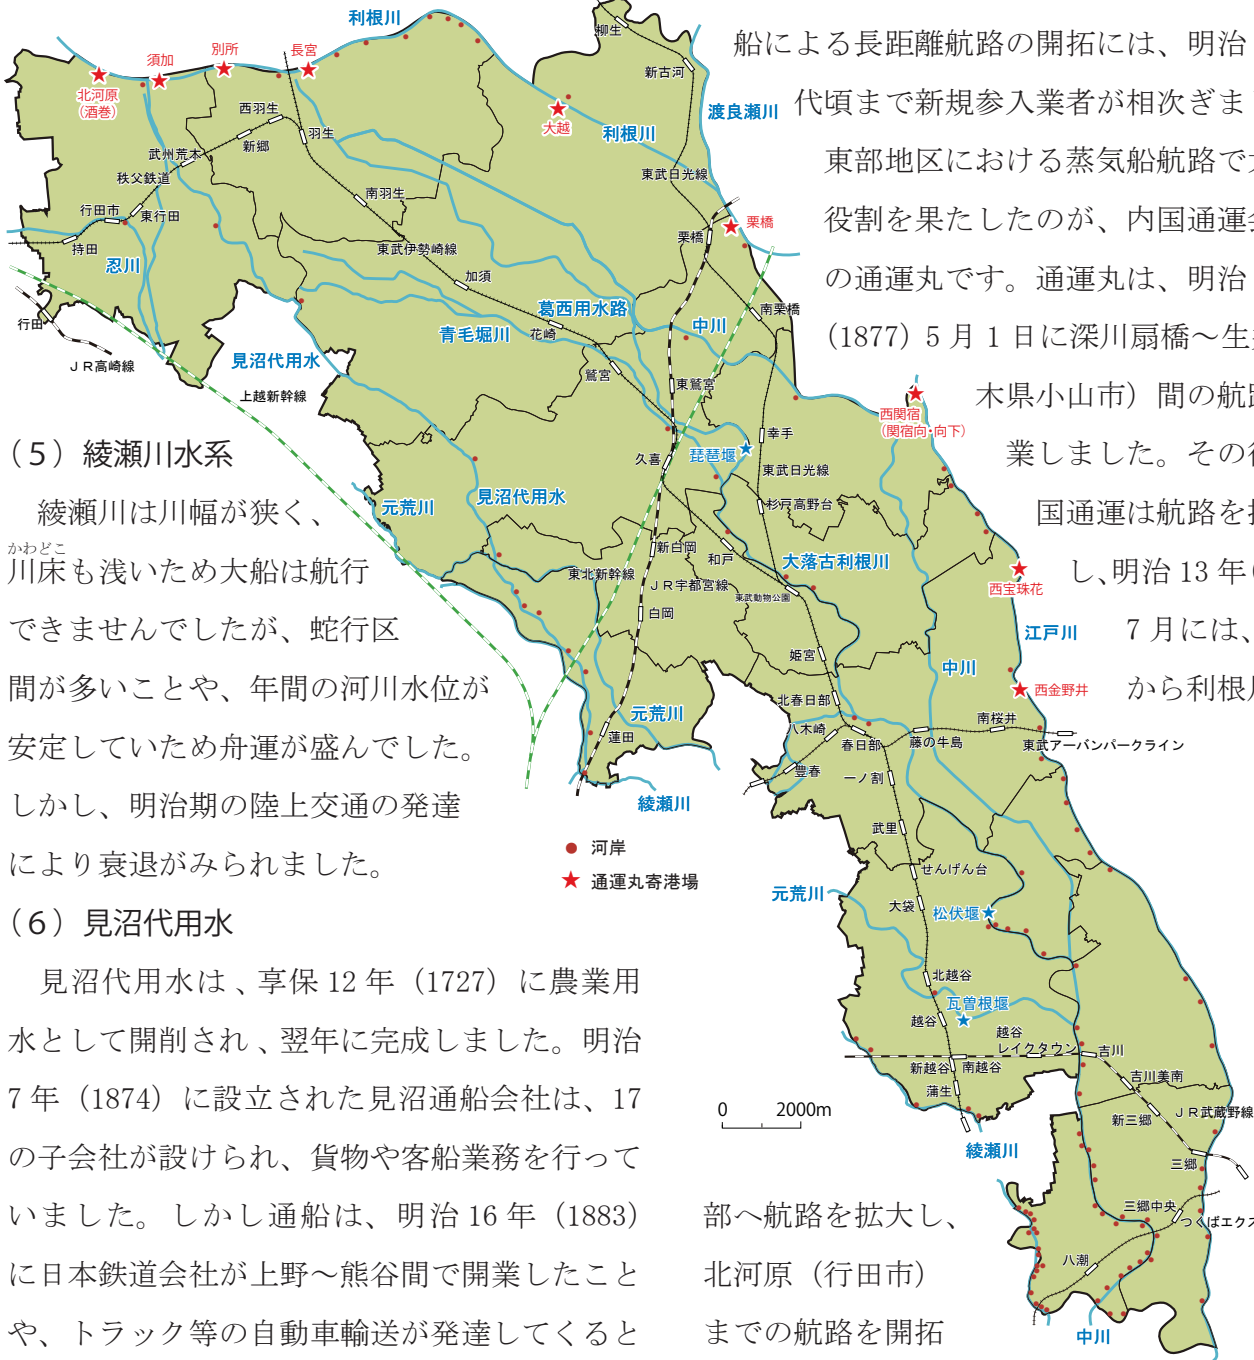 （５）綾瀬川水系
綾瀬川は川幅が狭く、
かわどこ
川床も浅いため大船は航行
できませんでしたが、蛇行区
間が多いことや、年間の河川水位が
安定していため舟運が盛んでした。
しかし、明治期の陸上交通の発達
により衰退がみられました。
（６）見沼代用水
見沼代用水は、享保 12 年（1727）に農業用
水として開削され、翌年に完成しました。明治
7 年（1874）に設立された見沼通船会社は、17
の子会社が設けられ、貨物や客船業務を行って
いました。しかし通船は、明治 16 年（1883）
に日本鉄道会社が上野～熊谷間で開業したこと
や、トラック等の自動車輸送が発達してくると
船による長距離航路の開拓には、明治
代頃まで新規参入業者が相次ぎま
東部地区における蒸気船航路で
役割を果たしたのが、内国通運
の通運丸です。通運丸は、明治
（1877）5 月 1 日に深川扇橋～生
木県小山市）間の航
業しました。その
国通運は航路を
し、明治 13 年
7 月には、
から利根
部へ航路を拡大し、
北河原（行田市）
までの航路を開拓
利根川
須加
別所
長宮
北河原
（酒巻）
西羽生
新郷
羽生
武州荒木
秩父鉄道
行田市
東行田
持田
忍川
行田
ＪＲ高崎線
南羽生
東武伊勢崎線
加須
大越
利根川
柳生
新古河
渡良瀬川
東武日光線
栗橋
栗橋
南栗橋
葛西用水路
花崎
青毛堀川
見沼代用水
上越新幹線
中川
鷲宮
東鷲宮
西関宿
（関宿向・向下）
幸手
琵琶堰
久喜
東武日光線
元荒川
見沼代用水
杉戸高野台
新白岡
和戸
大落古利根川
東北新幹線
ＪＲ宇都宮線
東武動物公園
白岡
西宝珠花
江戸川
姫宮
中川
西金野井
北春日部
元荒川
蓮田
八木崎
春日部
藤の牛島
南桜井
東武アーバンパークライン
豊春
一ノ割
綾瀬川
武里
河岸
通運丸寄港場
せんげん台
元荒川
大袋
松伏堰
北越谷
瓦曽根堰
越谷
越谷
レイクタウン
吉川
新越谷
南越谷
蒲生
吉川美南
新三郷
ＪＲ武蔵野線
0 2000m
綾瀬川
三郷
三郷中央
つくばエクス
八潮
中川